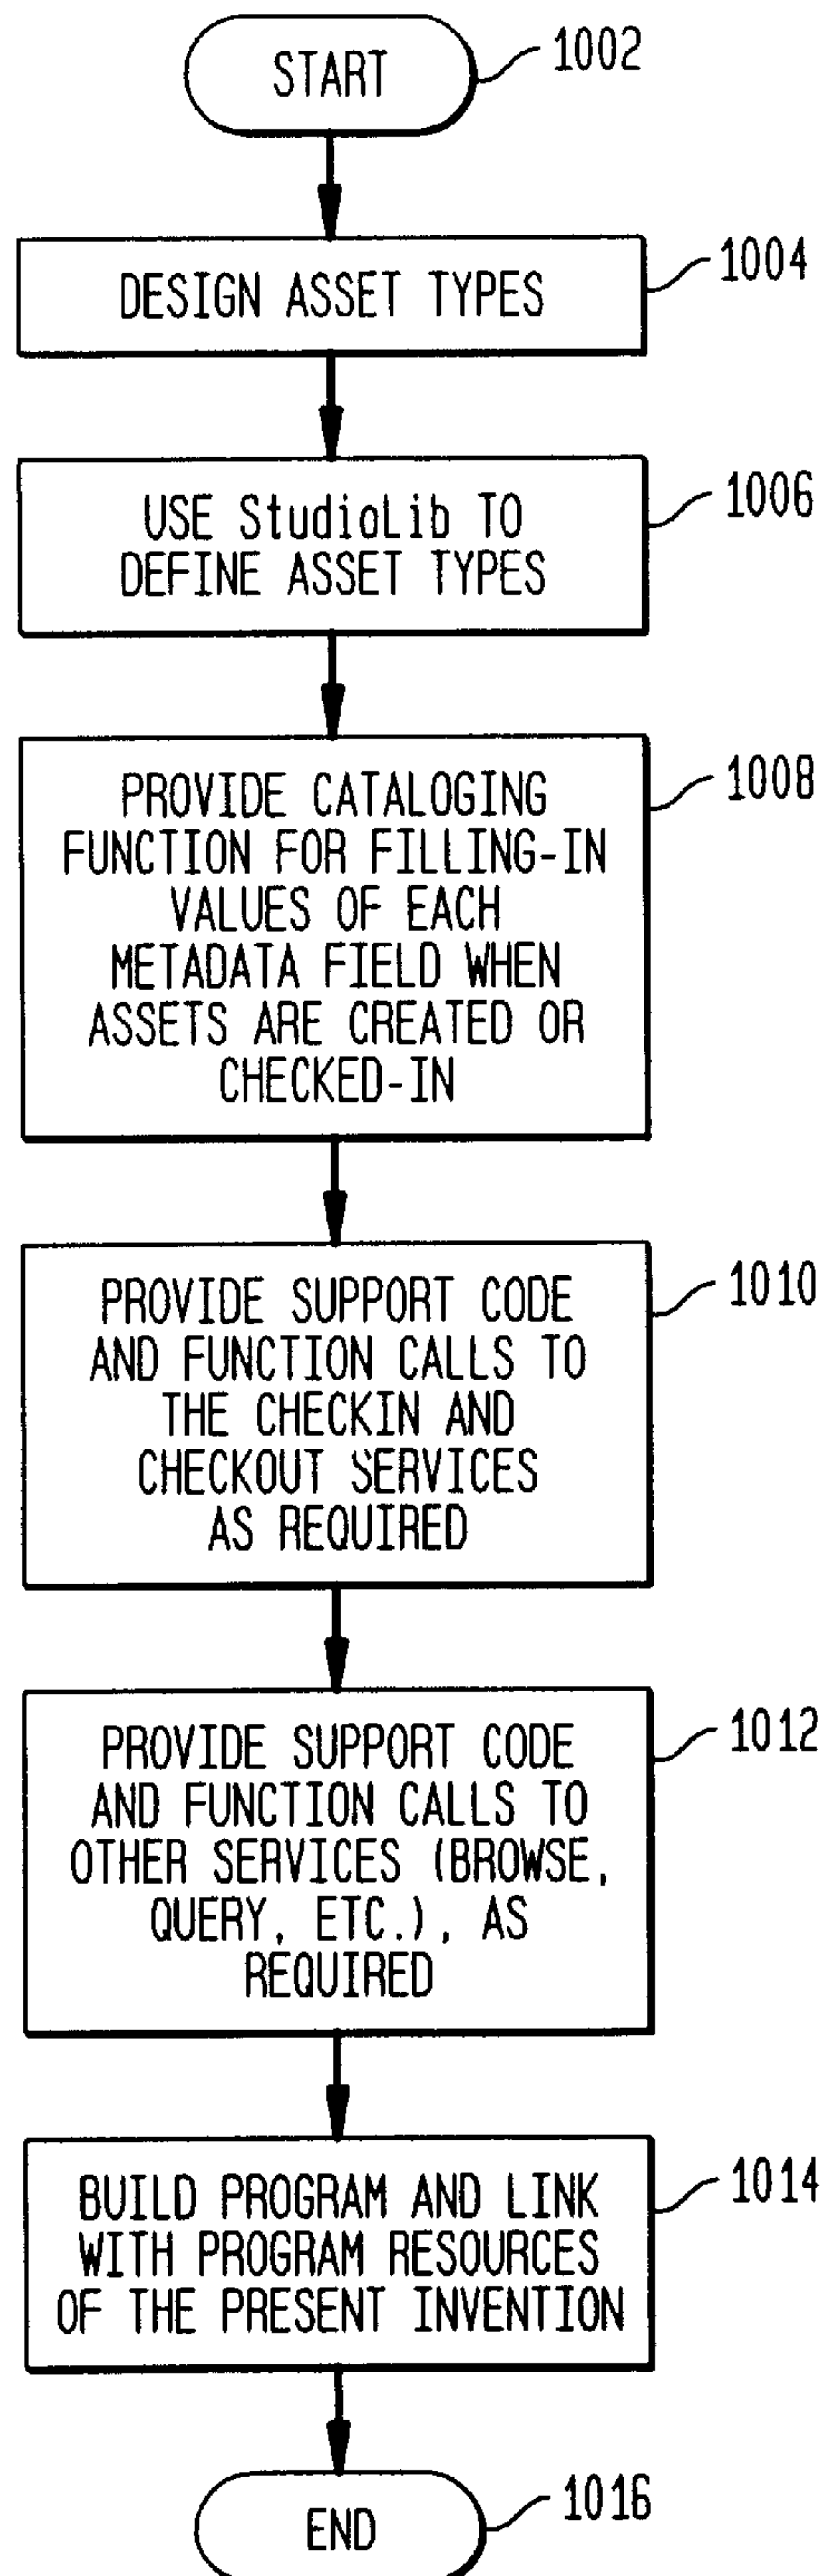 START
1002
DESIGN ASSET TYPES
1004
USE StudioLib TO
DEFINE ASSET TYPES
1006
PROVIDE CATALOGING
FUNCTION FOR FILLING-IN
VALUES OF EACH
METADATA FIELD WHEN
ASSETS ARE CREATED OR
CHECKED-IN
1008
PROVIDE SUPPORT CODE
AND FUNCTION CALLS TO
THE CHECKIN AND
CHECKOUT SERVICES
AS REQUIRED
1010
PROVIDE SUPPORT CODE
AND FUNCTION CALLS TO
OTHER SERVICES (BROWSE,
QUERY, ETC.), AS
REQUIRED
1012
BUILD PROGRAM AND LINK
WITH PROGRAM RESOURCES
OF THE PRESENT INVENTION
1014
END
1016